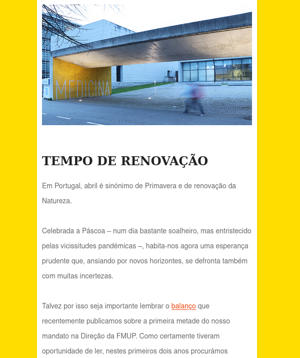 MEDICINA
TEMPO DE RENOVAÇÃO
Em Portugal, abril é sinónimo de Primavera e de renovação da
Natureza.
Celebrada a Páscoa – num dia bastante soalheiro, mas entristecido
pelas vicissitudes pandémicas –, habita-nos agora uma esperança
prudente que, ansiando por novos horizontes, se defronta também
com muitas incertezas.
Talvez por isso seja importante lembrar o balanço que
recentemente publicamos sobre a primeira metade do nosso
mandato na Direção da FMUP. Como certamente tiveram
oportunidade de ler, nestes primeiros dois anos procurámos